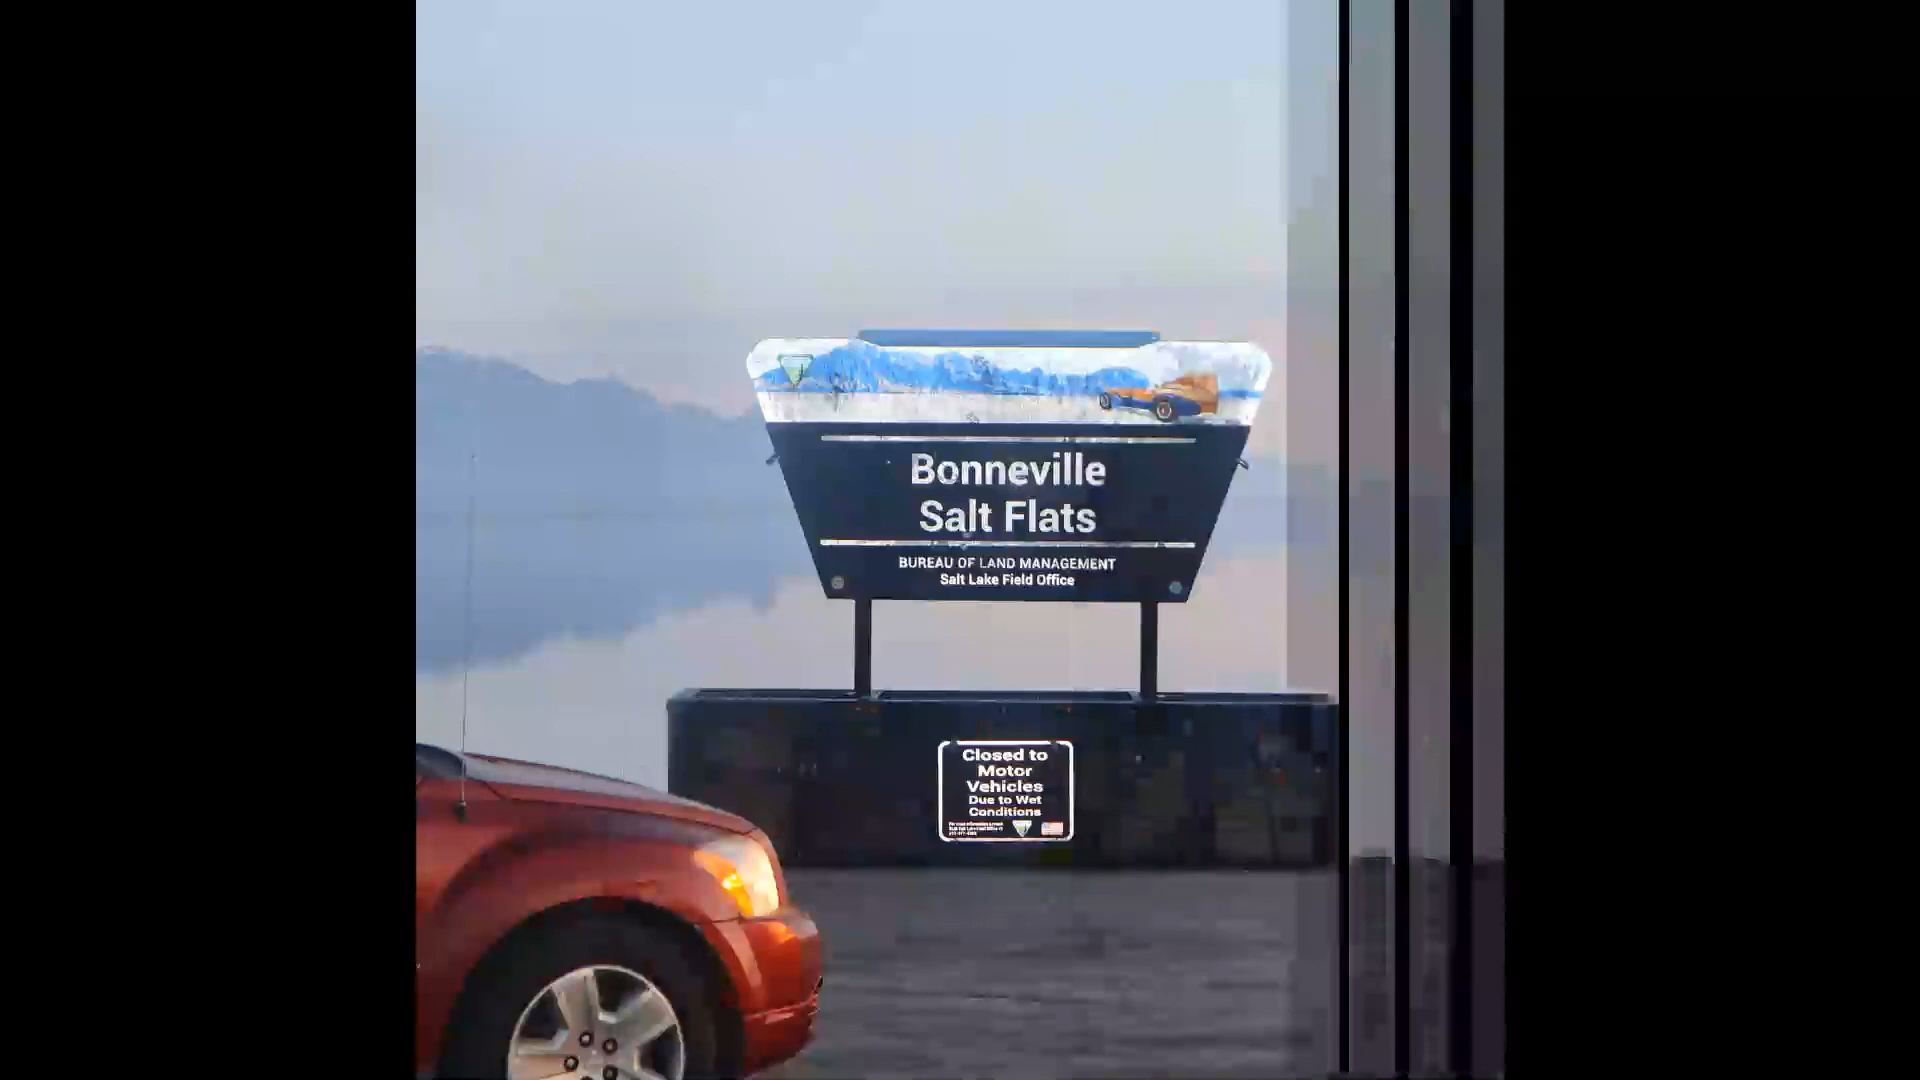 Bonneville
Salt Flats
BUREAU OF LAND MANAGEMENT
Salt Lake Field Office
Closed to
Motor
Vehicles
Due to Wet
Conditions